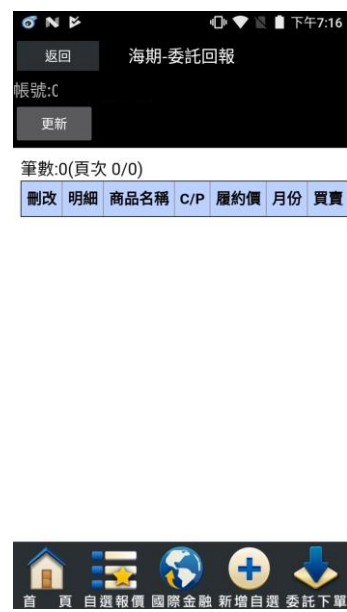 下午7:16
返回 海期-委託回報
帳號:
更新
筆數:0(頁次 0/0)
刪改 明細 商品名稱 C/P 履約價 月份 買賣
首 頁 自選報價 國際金融 新增自選 委託下單